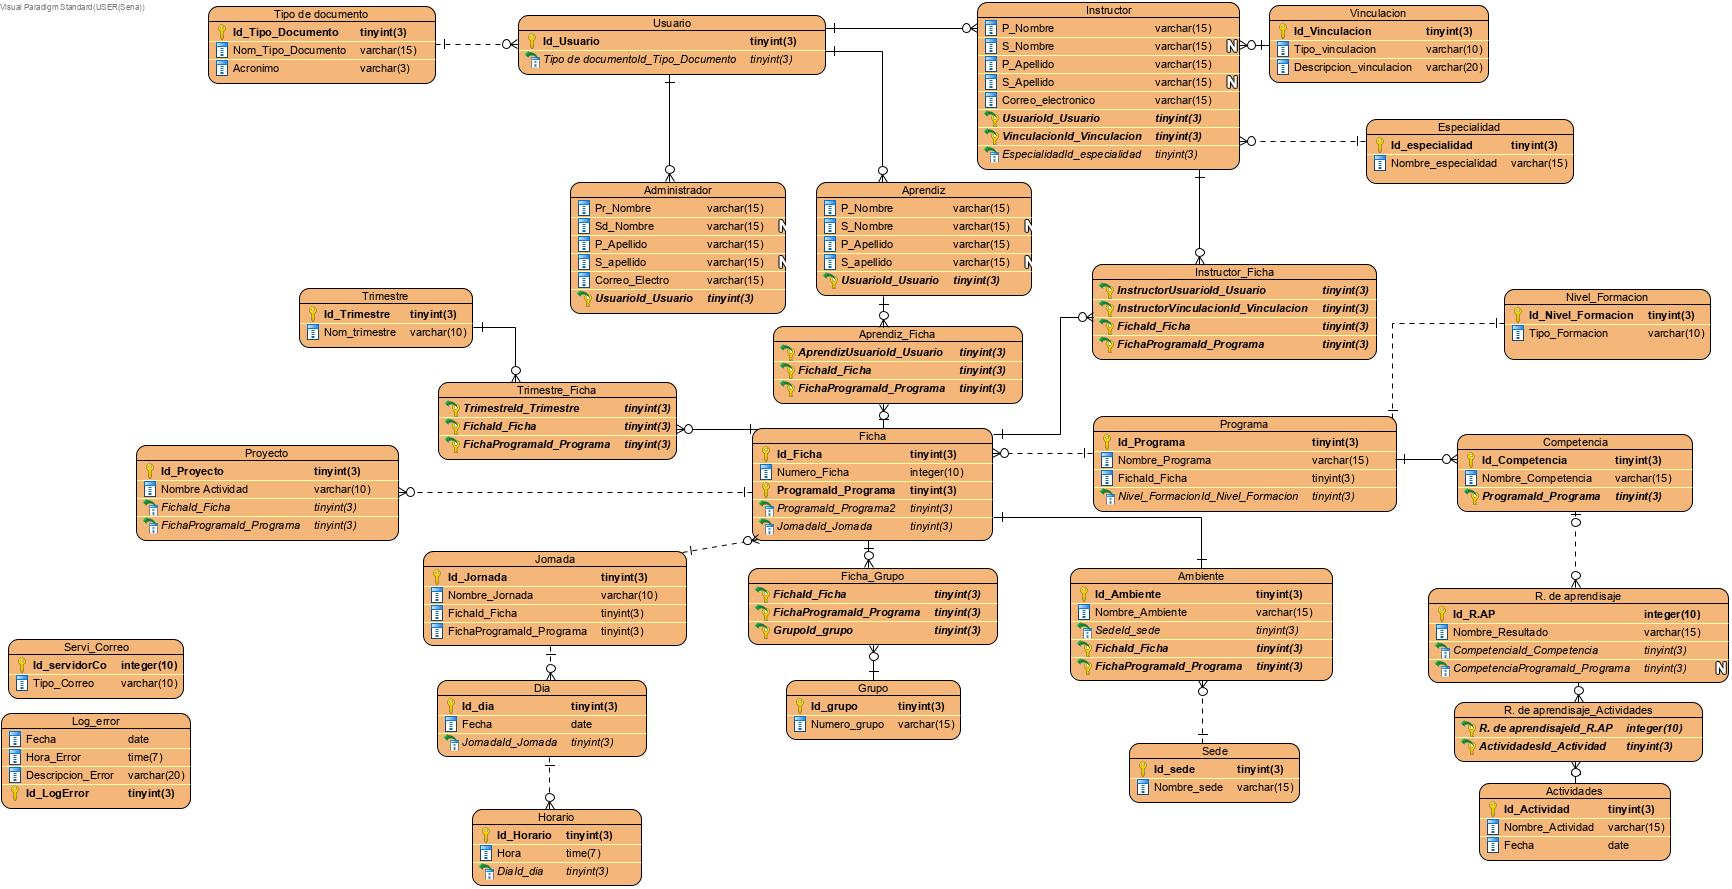 Visual Paradigm Standard(USER(Sena))
Tipo de documento
Id_Tipo_Documento tinyint(3)
Nom_Tipo_Documento varchar(15)
Acronimo varchar(3)
Usuario
Id_Usuario tinyint(3)
Tipo de documentoId_Tipo_Documento tinyint(3)
Instructor
P_Nombre varchar(15)
S_Nombre varchar(15) N
P_Apellido varchar(15)
S_Apellido varchar(15) N
Correo_electronico varchar(15)
UsuarioId_Usuario tinyint(3)
VinculacionId_Vinculacion tinyint(3)
EspecialidadId_especialidad tinyint(3)
Vinculacion
Id_Vinculacion tinyint(3)
Tipo_vinculacion varchar(10)
Descripcion_vinculacion varchar(20)
Especialidad
Id_especialidad tinyint(3)
Nombre_especialidad varchar(15)
Administrador
Pr_Nombre varchar(15)
Sd_Nombre varchar(15) N
P_Apellido varchar(15)
S_apellido varchar(15) N
Correo_Electro varchar(15)
UsuarioId_Usuario tinyint(3)
Aprendiz
P_Nombre varchar(15)
S_Nombre varchar(15) N
P_Apellido varchar(15)
S_apellido varchar(15) N
UsuarioId_Usuario tinyint(3)
Instructor_Ficha
InstructorUsuarioId_Usuario tinyint(3)
InstructorVinculacionId_Vinculacion tinyint(3)
FichaId_Ficha tinyint(3)
FichaProgramaId_Programa tinyint(3)
Nivel_Formacion
Id_Nivel_Formacion tinyint(3)
Tipo_Formacion varchar(10)
Trimestre
Id_Trimestre tinyint(3)
Nom_trimestre varchar(10)
Aprendiz_Ficha
AprendizUsuarioId_Usuario tinyint(3)
FichaId_Ficha tinyint(3)
FichaProgramaId_Programa tinyint(3)
Trimestre_Ficha
TrimestreId_Trimestre tinyint(3)
FichaId_Ficha tinyint(3)
FichaProgramaId_Programa tinyint(3)
Proyecto
Id_Proyecto tinyint(3)
Nombre Actividad varchar(10)
FichaId_Ficha tinyint(3)
FichaProgramaId_Programa tinyint(3)
Ficha
Id_Ficha tinyint(3)
Numero_Ficha integer(10)
ProgramaId_Programa tinyint(3)
ProgramaId_Programa2 tinyint(3)
JornadaId_Jornada tinyint(3)
Programa
Id_Programa tinyint(3)
Nombre_Programa varchar(15)
FichaId_Ficha tinyint(3)
Nivel_FormacionId_Nivel_Formacion tinyint(3)
Competencia
Id_Competencia tinyint(3)
Nombre_Competencia varchar(15)
ProgramaId_Programa tinyint(3)
Jornada
Id_Jornada tinyint(3)
Nombre_Jornada varchar(10)
FichaId_Ficha tinyint(3)
FichaProgramaId_Programa tinyint(3)
Ficha_Grupo
FichaId_Ficha tinyint(3)
FichaProgramaId_Programa tinyint(3)
GrupoId_grupo tinyint(3)
Ambiente
Id_Ambiente tinyint(3)
Nombre_Ambiente varchar(15)
SedeId_sede tinyint(3)
FichaId_Ficha tinyint(3)
FichaProgramaId_Programa tinyint(3)
R. de aprendisaje
Id_R.AP integer(10)
Nombre_Resultado varchar(15)
CompetenciaId_Competencia tinyint(3)
CompetenciaProgramaId_Programa tinyint(3) N
Servi_Correo
Id_servidorCo integer(10)
Tipo_Correo varchar(10)
Log_error
Fecha date
Hora_Error time(7)
Descripcion_Error varchar(20)
Id_LogError tinyint(3)
Dia
Id_dia tinyint(3)
Fecha date
JornadaId_Jornada tinyint(3)
Grupo
Id_grupo tinyint(3)
Numero_grupo varchar(15)
Sede
Id_sede tinyint(3)
Nombre_sede varchar(15)
R. de aprendisaje_Actividades
R. de aprendisajeId_R.AP integer(10)
ActividadesId_Actividad tinyint(3)
Horario
Id_Horario tinyint(3)
Hora time(7)
DiaId_dia tinyint(3)
Actividades
Id_Actividad tinyint(3)
Nombre_Actividad varchar(15)
Fecha date